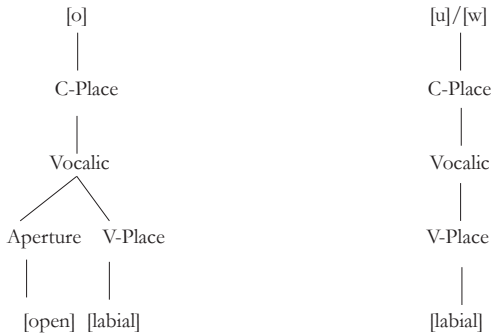 [o] [u]/[w]
C-Place C-Place
Vocalic Vocalic
Aperture V-Place V-Place
[open] [labial] [labial]